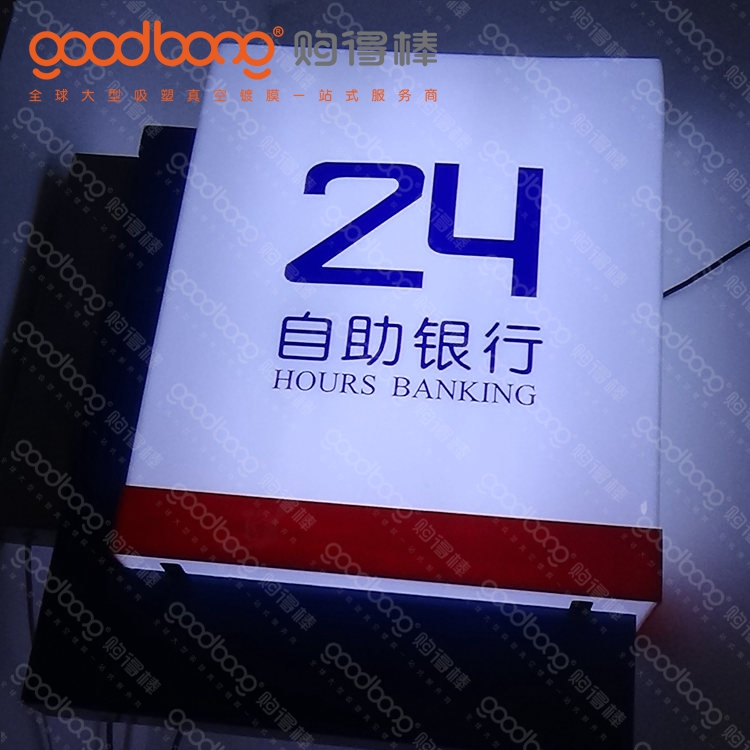 goodbong® 购得棒
全球大型吸塑真空镀膜一站式服务商
24
自助银行
HOURS BANKING